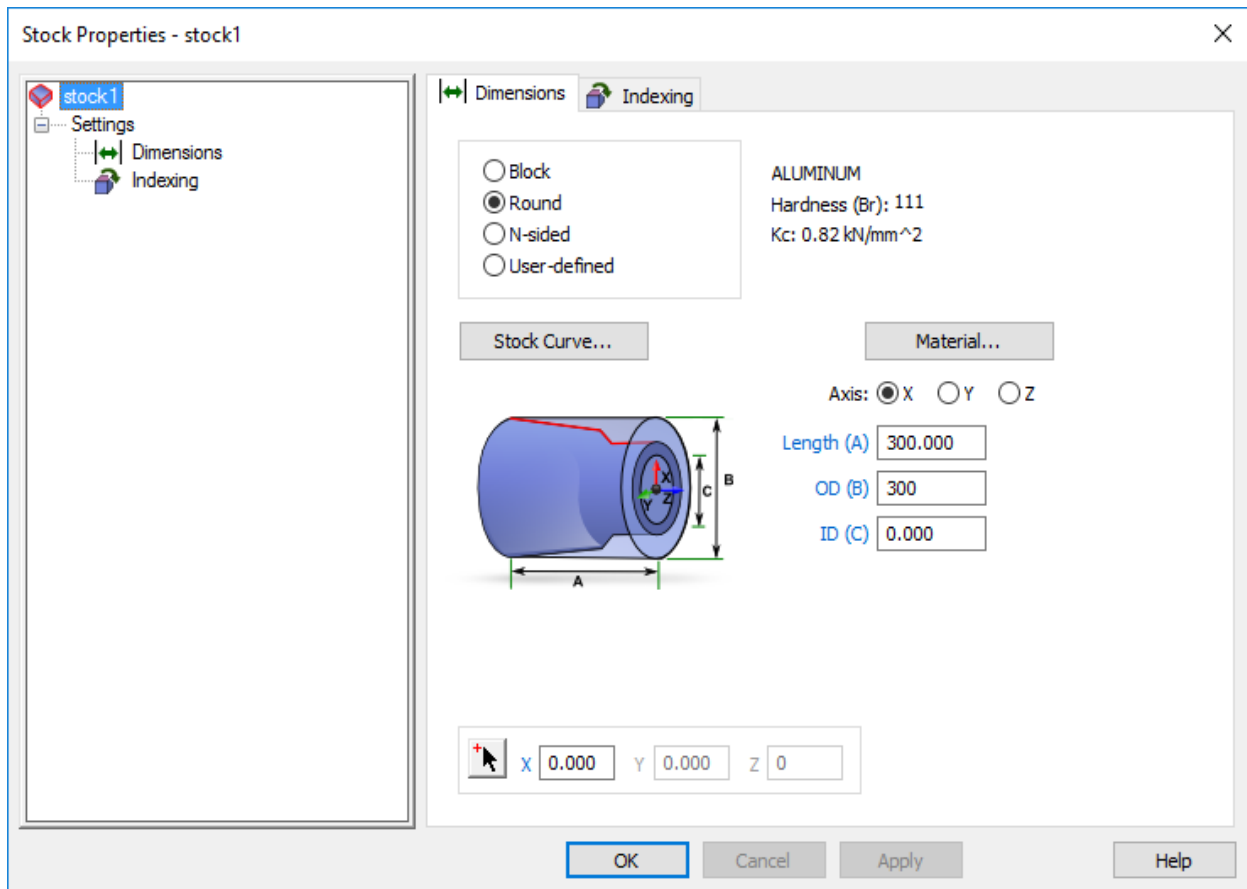 Stock Properties - stock1
stock1
Settings
Dimensions
Indexing
Dimensions
Indexing
Block
Round
N-sided
User-defined
ALUMINUM
Hardness (Br): 111
Kc: 0.82 kN/mm^2
Stock Curve...
Material...
Axis: X Y Z
Length (A) 300.000
OD (B) 300
ID (C) 0.000
X
Y
Z
C
B
A
X 0.000 Y 0.000 Z 0
OK Cancel Apply Help